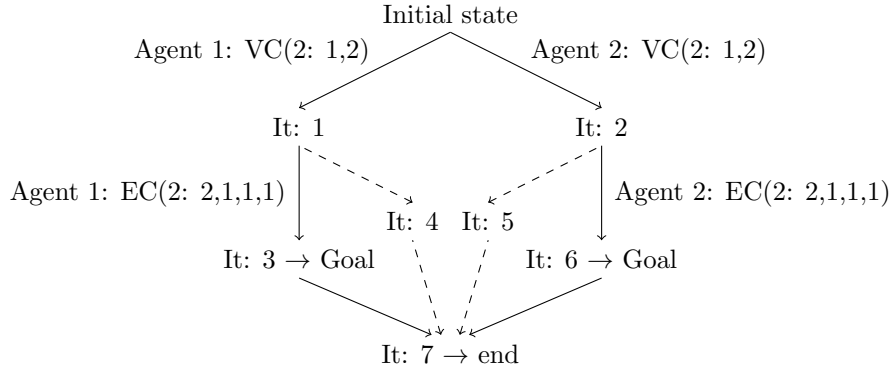 Initial state
Agent 1: VC(2: 1,2)
Agent 2: VC(2: 1,2)
It: 1
It: 2
Agent 1: EC(2: 2,1,1,1)
Agent 2: EC(2: 2,1,1,1)
It: 4
It: 5
It: 3 → Goal
It: 6 → Goal
It: 7 → end